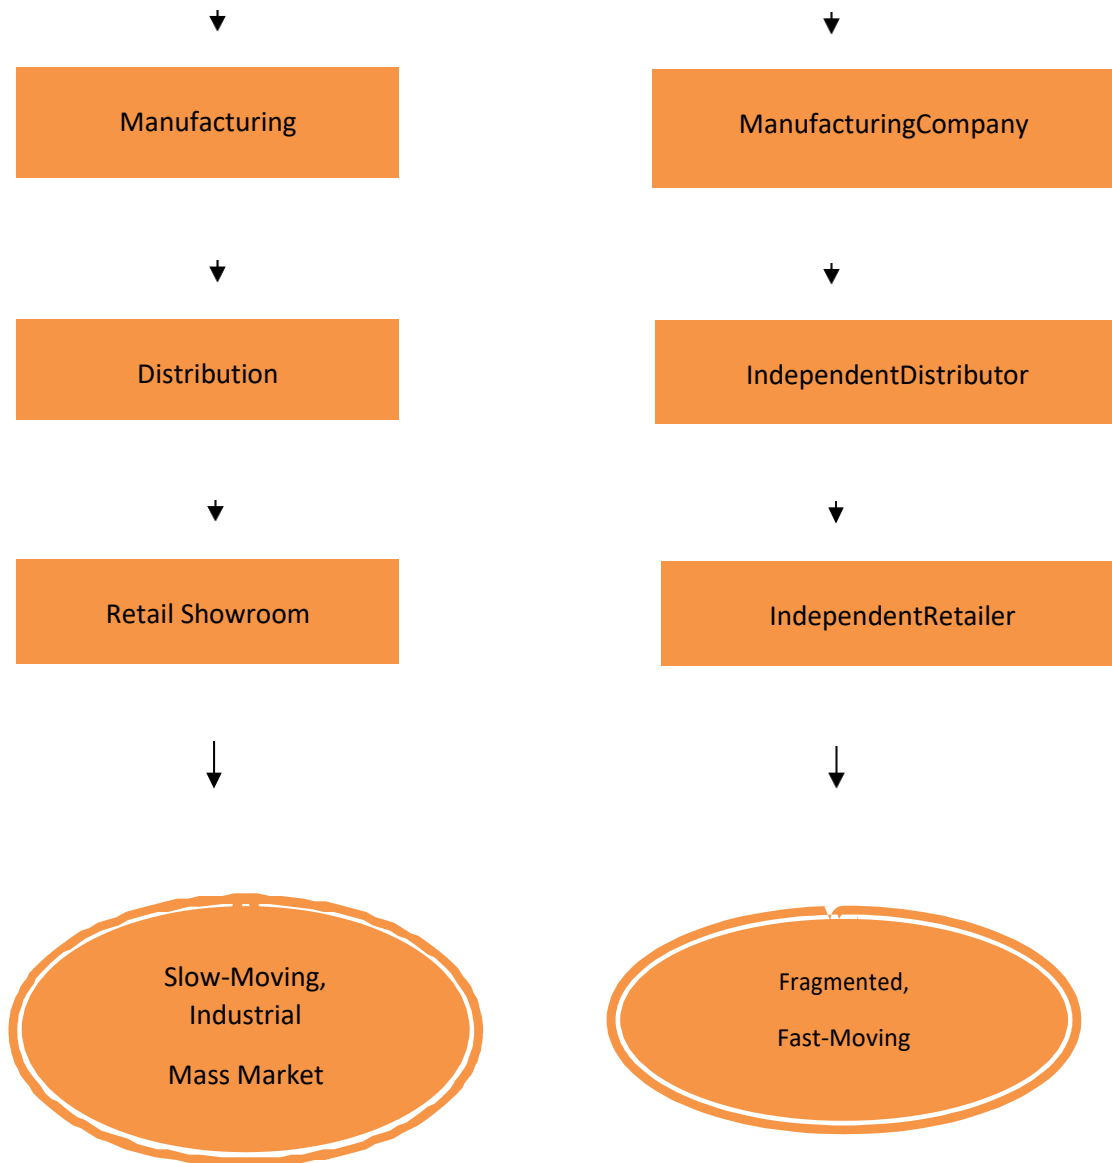 Manufacturing
ManufacturingCompany
Distribution
IndependentDistributor
Retail Showroom
IndependentRetailer
Slow-Moving,
Industrial
Mass Market
Fragmented,
Fast-Moving